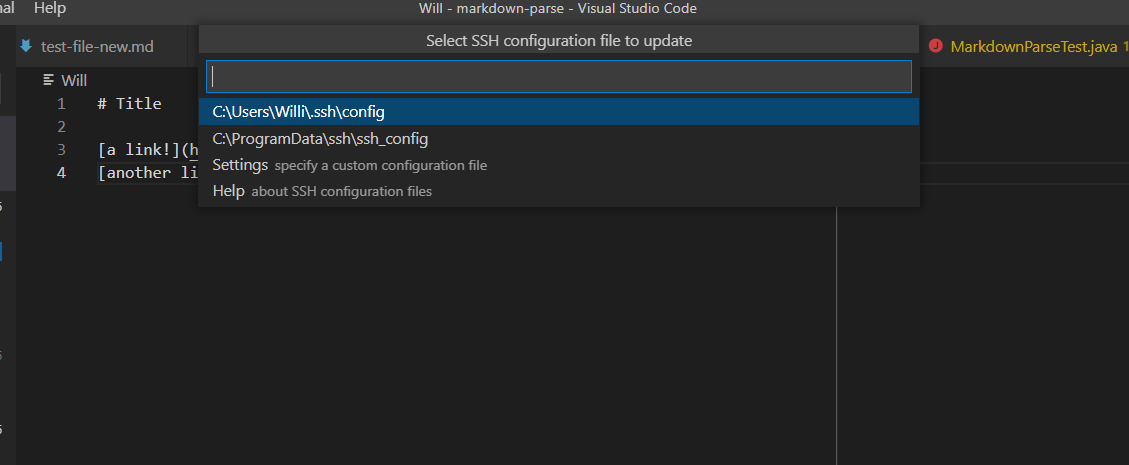 Help
Will - markdown-parse - Visual Studio Code
test-file-new.md
Select SSH configuration file to update
MarkdownParseTest.java 1
Will
C:\Users\Willi\.ssh\config
C:\ProgramData\ssh\ssh_config
Settings specify a custom configuration file
Help about SSH configuration files
1 # Title
2
3 [a link!](h
4 [another li